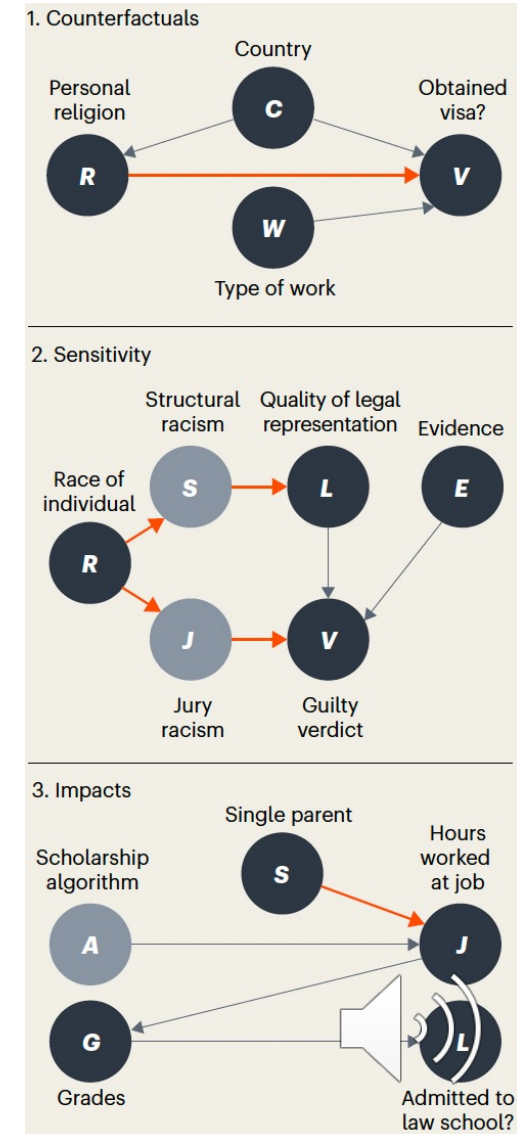 1. Counterfactuals
Country
Personal
religion
Obtained
visa?
C
R
V
W
Type of work
2. Sensitivity
Structural
racism
Quality of legal
representation
Evidence
Race of
individual
S
L
E
R
J
V
Jury
racism
Guilty
verdict
3. Impacts
Single parent
Hours
worked
at job
Scholarship
algorithm
S
A
J
G
L
Grades
Admitted to
law school?